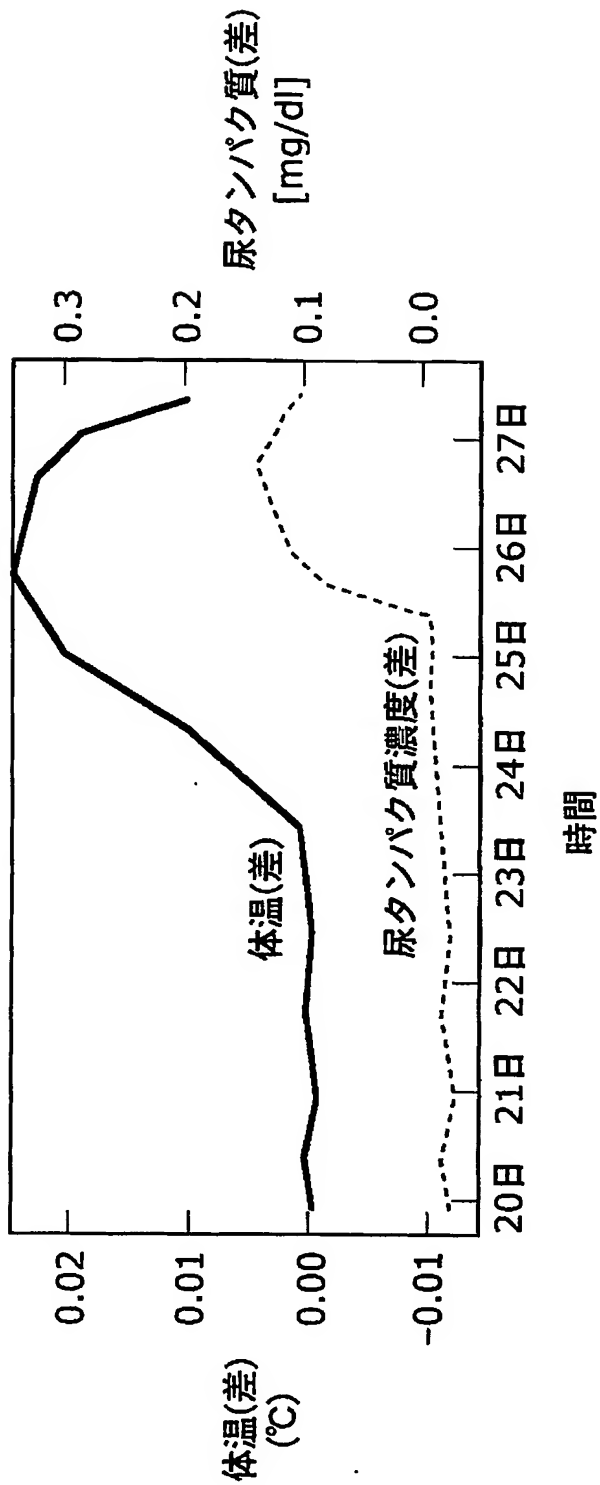 体温(差)
(℃)
0.02
0.01
0.00
-0.01
尿タンパク質(差)
[mg/dl]
0.3
0.2
0.1
0.0
体温(差)
尿タンパク質濃度(差)
20日 21日 22日 23日 24日 25日 26日 27日
時間